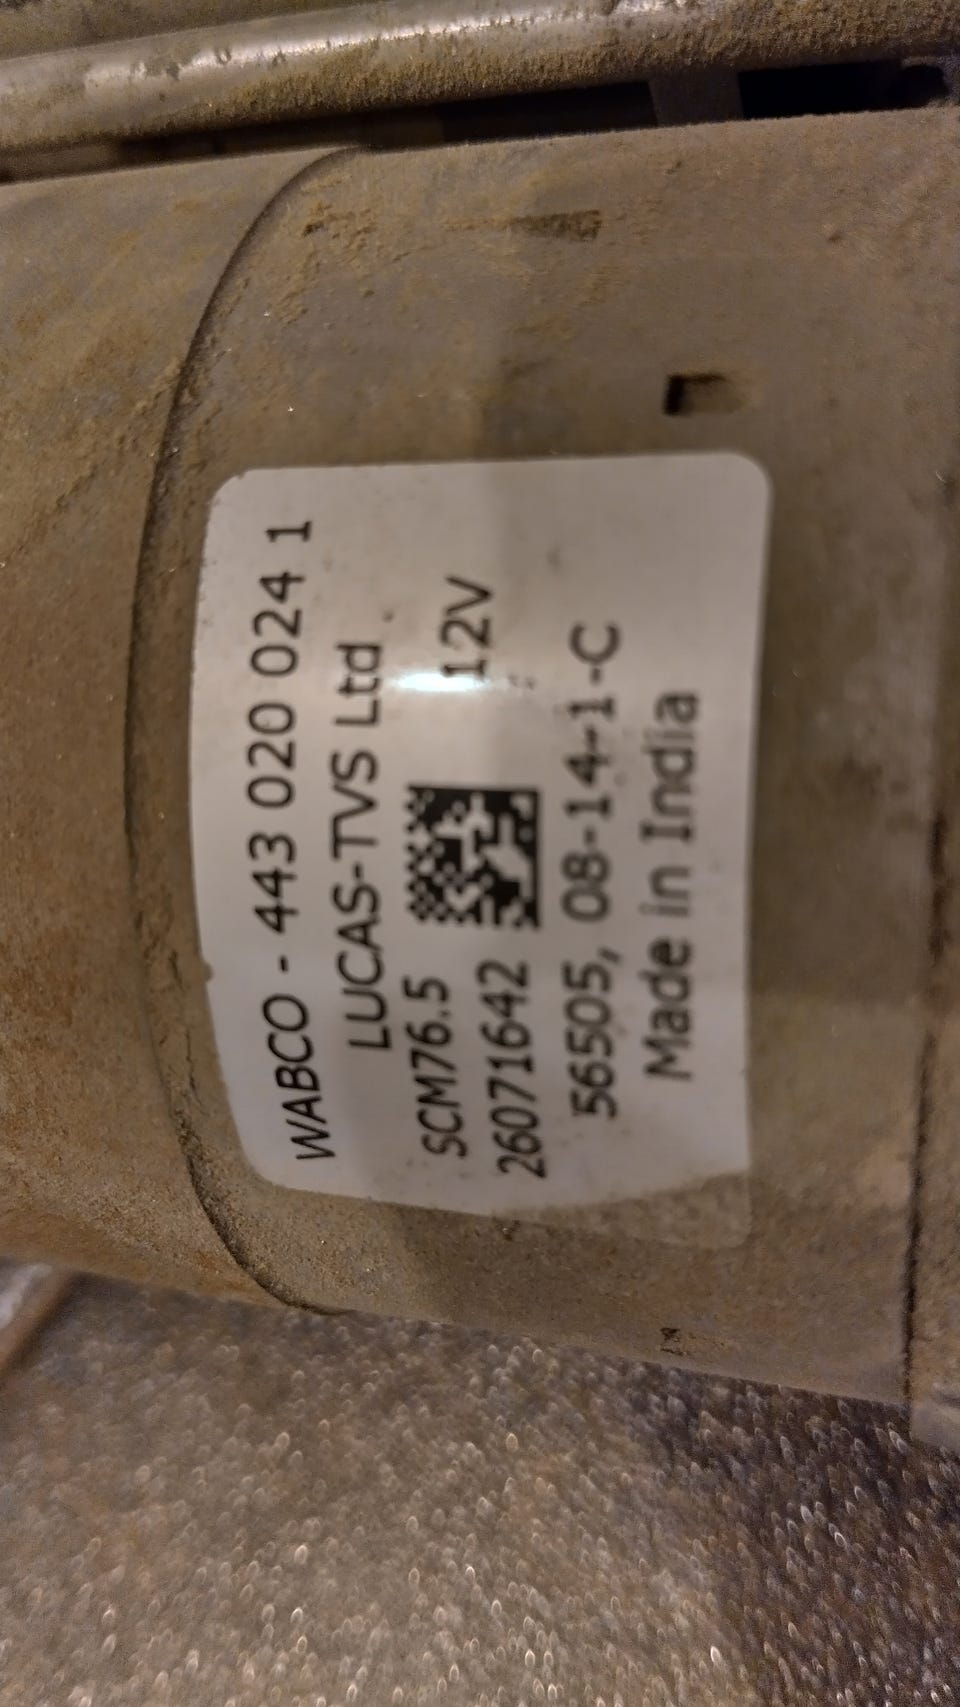 WABCO - 443 020 024 1
LUCAS-TVS Ltd
SCM76.5 12V
26071642
56505, 08-14-1-C
Made in India